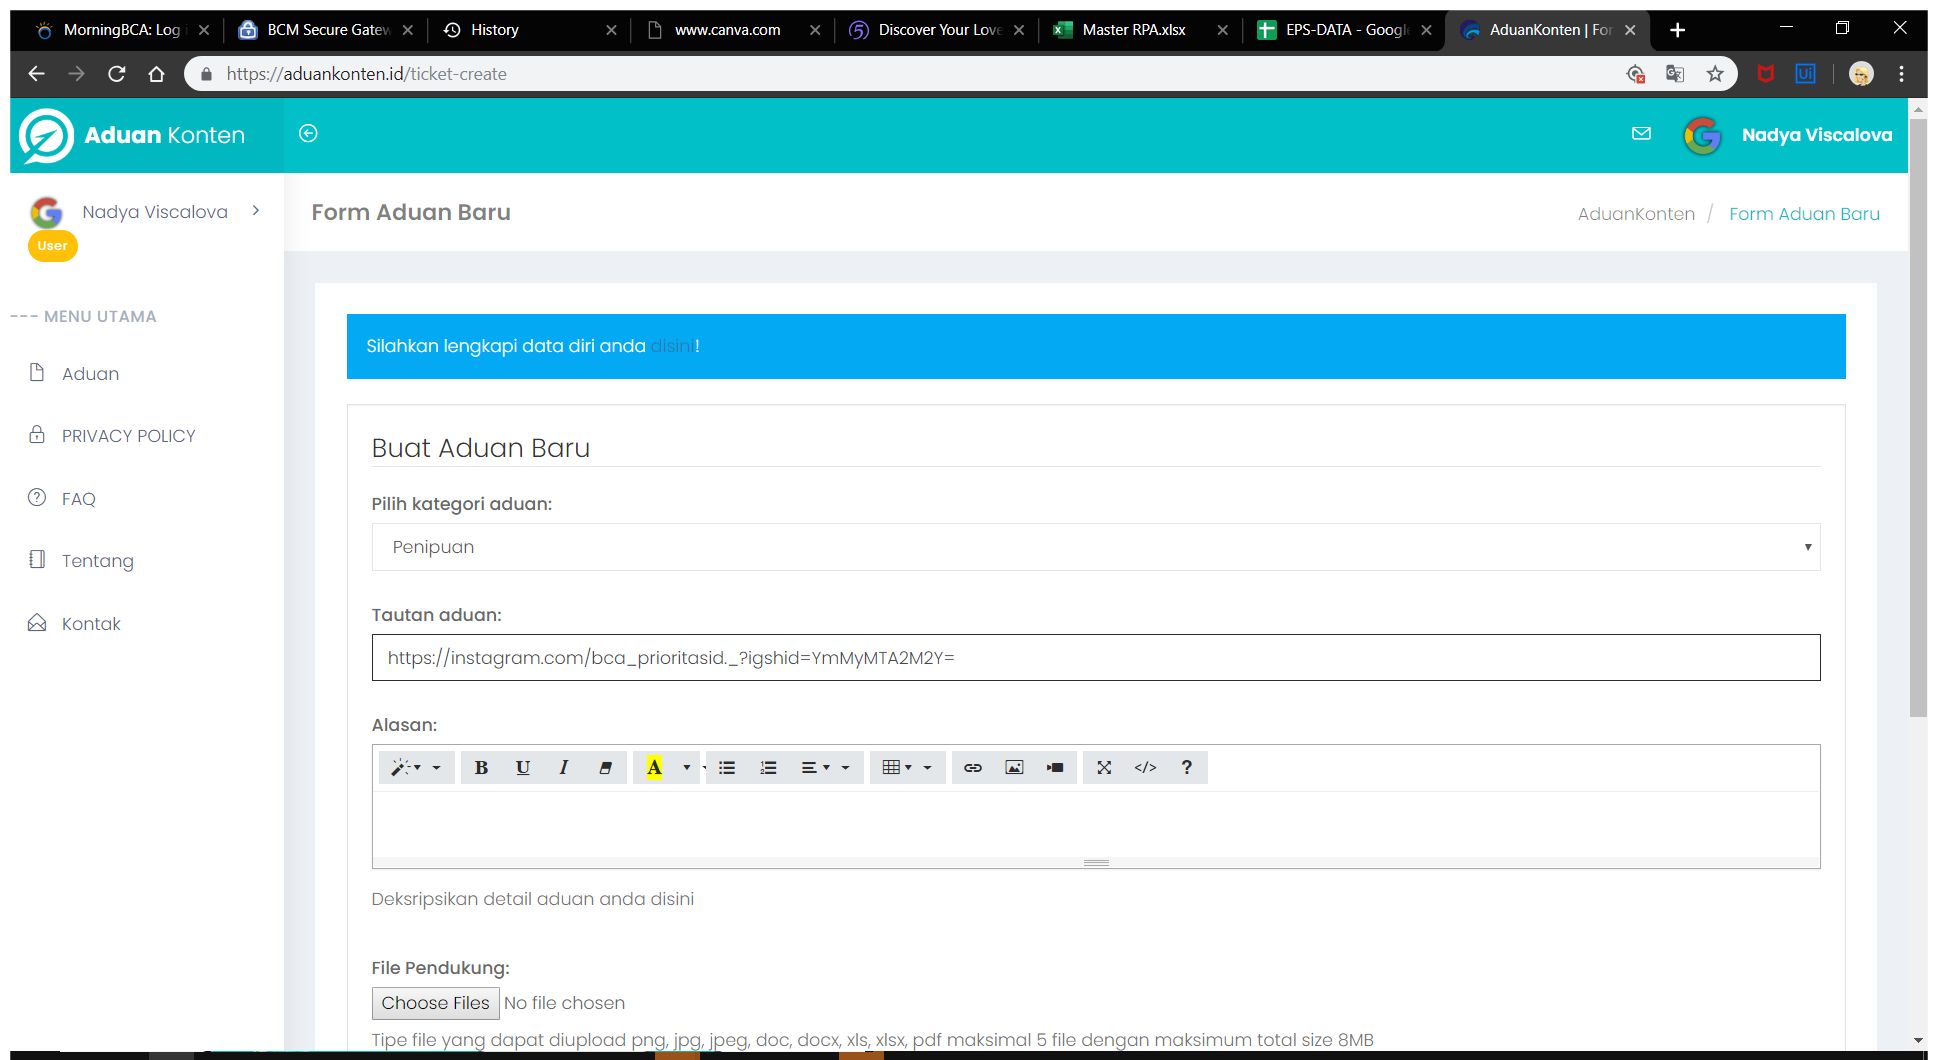 MorningBCA: Log i
BCM Secure Gatew
History
www.canva.com
Discover Your Love
Master RPA.xlsx
EPS-DATA - Googl
AduanKonten | For
https://aduankonten.id/ticket-create
Aduan Konten
Nadya Viscalova
Nadya Viscalova
User
Form Aduan Baru
AduanKonten / Form Aduan Baru
--- MENU UTAMA
Aduan
PRIVACY POLICY
FAQ
Tentang
Kontak
Silahkan lengkapi data diri anda disini!
Buat Aduan Baru
Pilih kategori aduan:
Penipuan
Tautan aduan:
https://instagram.com/bca_prioritasid._?igshid=YmMyMTA2M2Y=
Alasan:
B U I A </> ?
Deksripsikan detail aduan anda disini
File Pendukung:
Choose Files No file chosen
Tipe file yang dapat diupload png, jpg, jpeg, doc, docx, xls, xlsx, pdf maksimal 5 file dengan maksimum total size 8MB